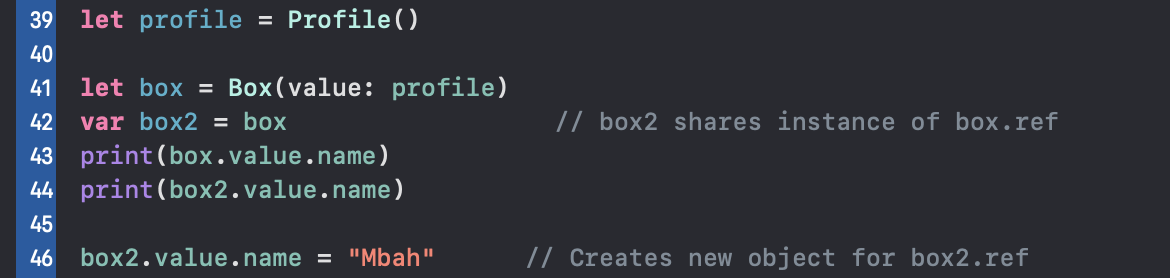 39 let profile = Profile()
40
41 let box = Box(value: profile)
42 var box2 = box // box2 shares instance of box.ref
43 print(box.value.name)
44 print(box2.value.name)
45
46 box2.value.name = "Mbah" // Creates new object for box2.ref